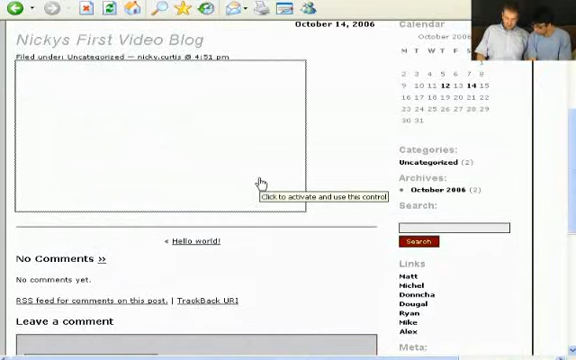 October 14, 2006
Nickys First Video Blog
Filed under: Uncategorized — nicky.curtis @ 4:51 pm
Click to activate and use this control
« Hello world!
No Comments »
No comments yet.
RSS feed for comments on this post. | TrackBack URI
Leave a comment
Calendar
October 2006
M T W T F S S
1
2 3 4 5 6 7 8
9 10 11 12 13 14 15
16 17 18 19 20 21 22
23 24 25 26 27 28 29
30 31
Categories:
Uncategorized (2)
Archives:
• October 2006 (2)
Search:
Search
Links
Matt
Michel
Donncha
Dougal
Ryan
Mike
Alex
Meta: